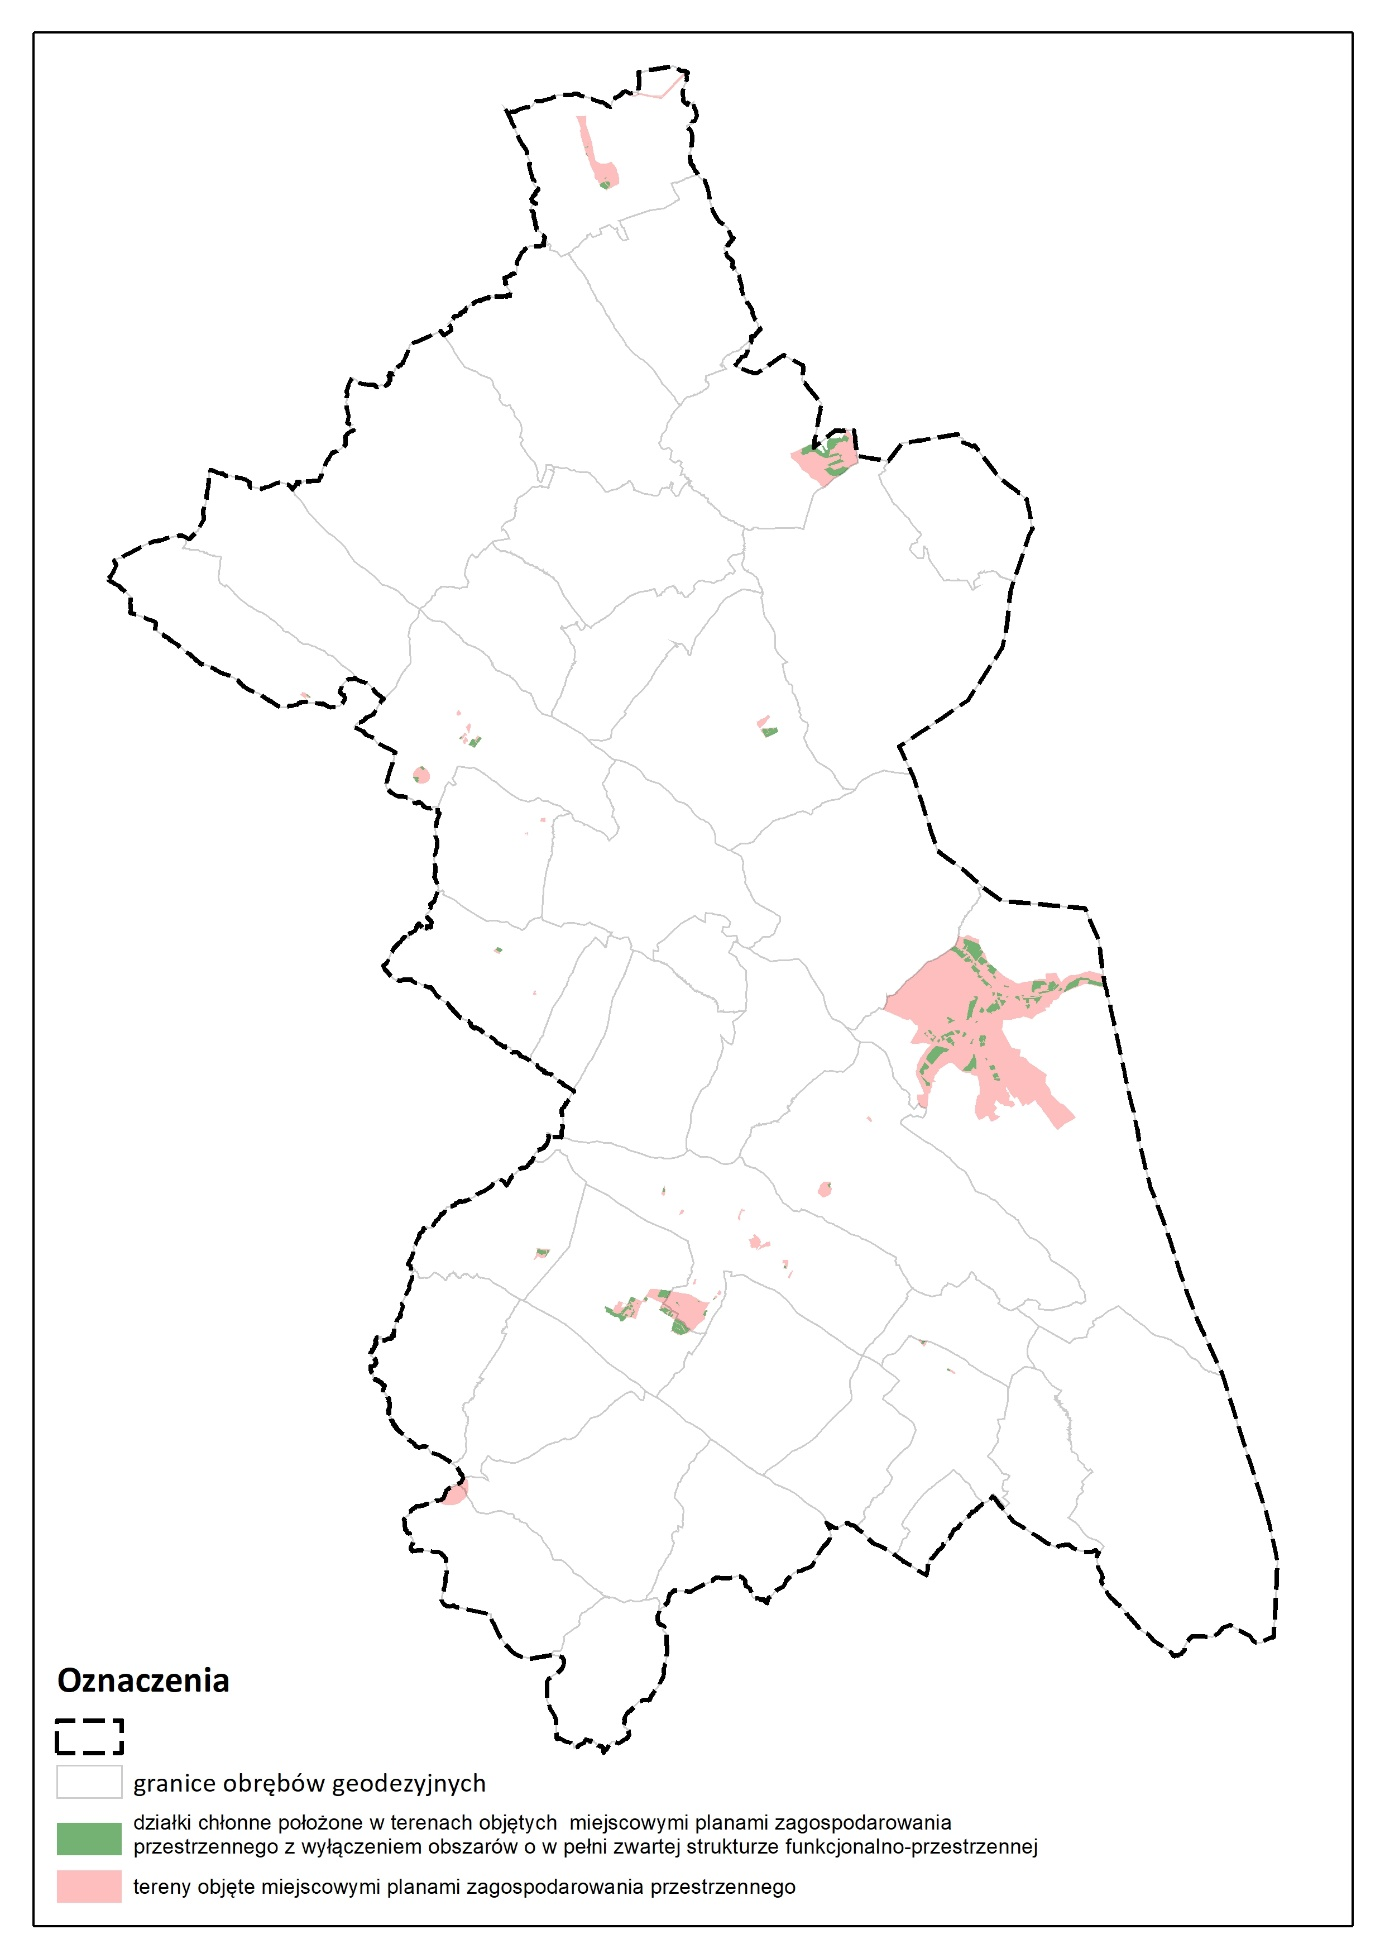 Oznaczenia
granice obrębów geodezyjnych
działki chłonne położone w terenach objętych miejscowymi planami zagospodarowania
przestrzennego z wyłączeniem obszarów o w pełni zwartej strukturze funkcjonalno-przestrzennej
tereny objęte miejscowymi planami zagospodarowania przestrzennego